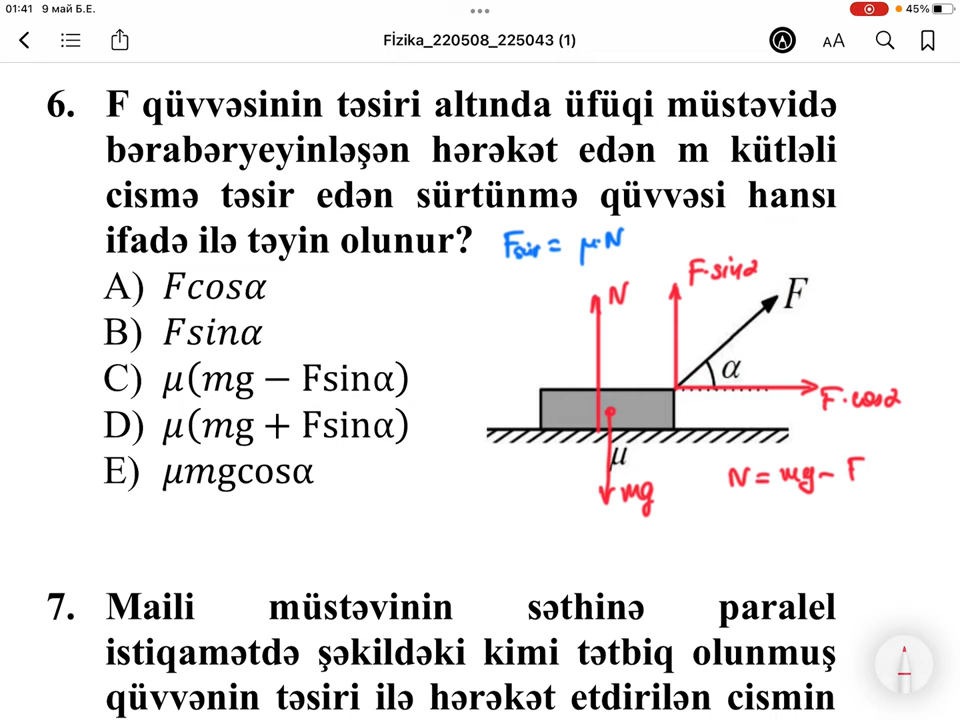 01:41 9 май Б.Е.
45%
Fİzika_220508_225043 (1)
AA
6. F qüvvəsinin təsiri altında üfüqi müstəvidə
bərabəryeyinləşən hərəkət edən m kütləli
cismə təsir edən sürtünmə qüvvəsi hansı
ifadə ilə təyin olunur?
Fsür = μ·N
A) Fcosα
B) Fsinα
C) μ(mg − Fsinα)
D) μ(mg + Fsinα)
E) μmgcosα
N
F·sinα
F
α
F·cosα
μ
mg
N = mg − F
7. Maili müstəvinin səthinə paralel
istiqamətdə şəkildəki kimi tətbiq olunmuş
qüvvənin təsiri ilə hərəkət etdirilən cismin